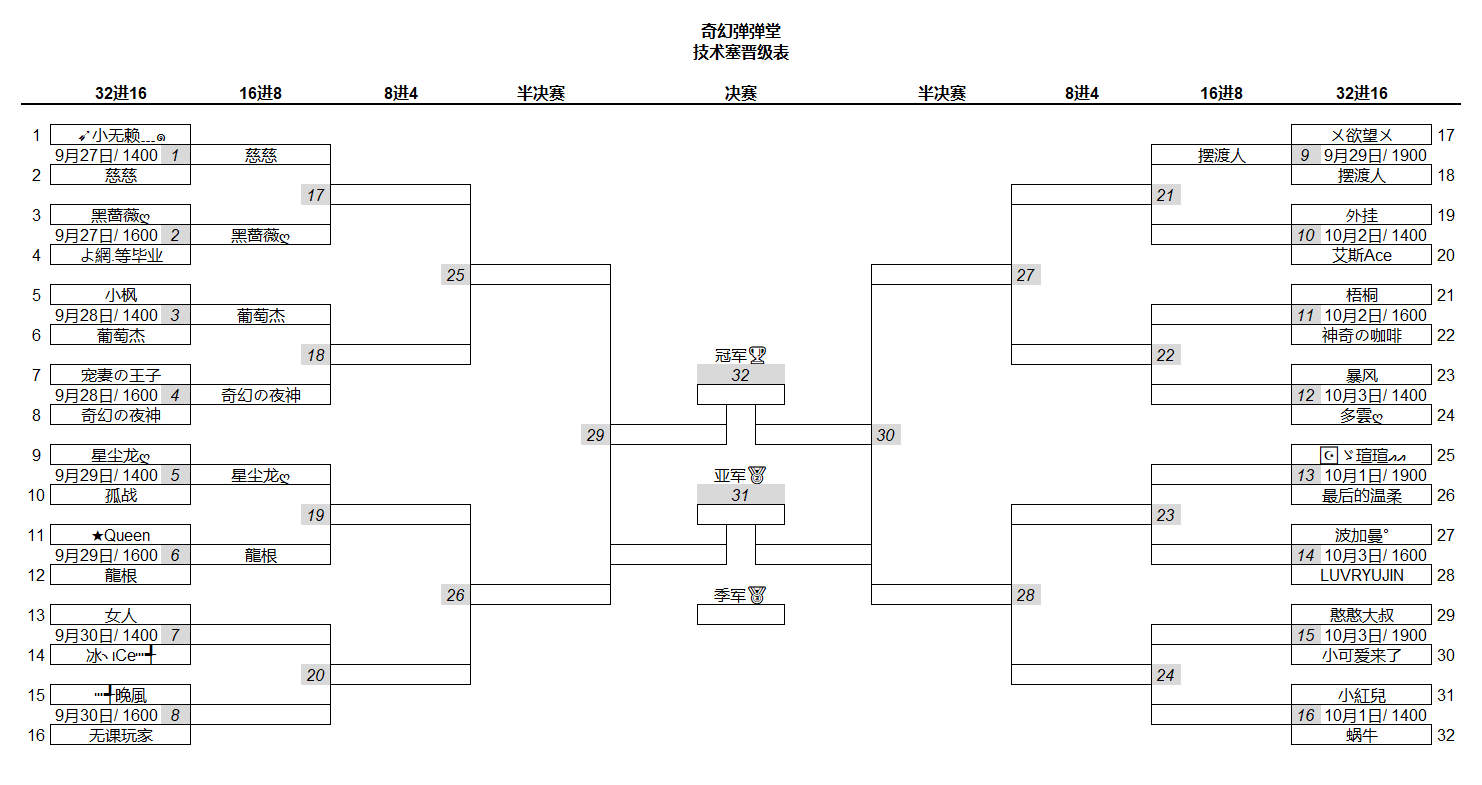 奇幻弹弹堂
技术塞晋级表
32进16 16进8 8进4 半决赛 决赛 半决赛 8进4 16进8 32进16
1 ➶小无赖﹍๑ ㄨ欲望ㄨ 17
9月27日/ 1400 1 慈慈 摆渡人 9 9月29日/ 1900
2 慈慈 摆渡人 18
17 21
3 黑蔷薇ღ 外挂 19
9月27日/ 1600 2 黑蔷薇ღ 10 10月2日/ 1400
4 よ網.等毕业 艾斯Ace 20
25 27
5 小枫 梧桐 21
9月28日/ 1400 3 葡萄杰 11 10月2日/ 1600
6 葡萄杰 神奇の咖啡 22
18 冠军🏆 22
7 宠妻の王子 32 暴风 23
9月28日/ 1600 4 奇幻の夜神 12 10月3日/ 1400
8 奇幻の夜神 多雲ღ 24
29 30
9 星尘龙ღ ☪ゞ瑄瑄ᨐ 25
9月29日/ 1400 5 星尘龙ღ 亚军🥈 13 10月1日/ 1900
10 孤战 31 最后的温柔 26
19 23
11 ★Queen 波加曼° 27
9月29日/ 1600 6 龍根 14 10月3日/ 1600
12 龍根 LUVRYUJIN 28
26 季军🥉 28
13 女人 憨憨大叔 29
9月30日/ 1400 7 15 10月3日/ 1900
14 冰ヽıCe┉╃ 小可爱来了 30
20 24
15 ┉╃晚風 小紅兒 31
9月30日/ 1600 8 16 10月1日/ 1400
16 无课玩家 蜗牛 32